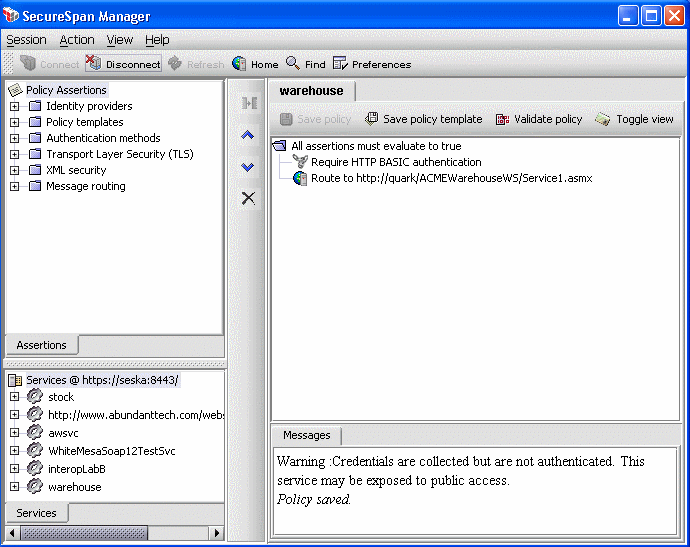 SecureSpan Manager
Session Action View Help
Connect Disconnect Refresh Home Find Preferences
Policy Assertions
Identity providers
Policy templates
Authentication methods
Transport Layer Security (TLS)
XML security
Message routing
Assertions
Services @ https://seska:8443/
stock
http://www.abundanttech.com/webs
awsvc
WhiteMesaSoap12TestSvc
interopLabB
warehouse
Services
warehouse
Save policy Save policy template Validate policy Toggle view
All assertions must evaluate to true
Require HTTP BASIC authentication
Route to http://quark/ACMEWarehouseWS/Service1.asmx
Messages
Warning :Credentials are collected but are not authenticated. This
service may be exposed to public access.
Policy saved.